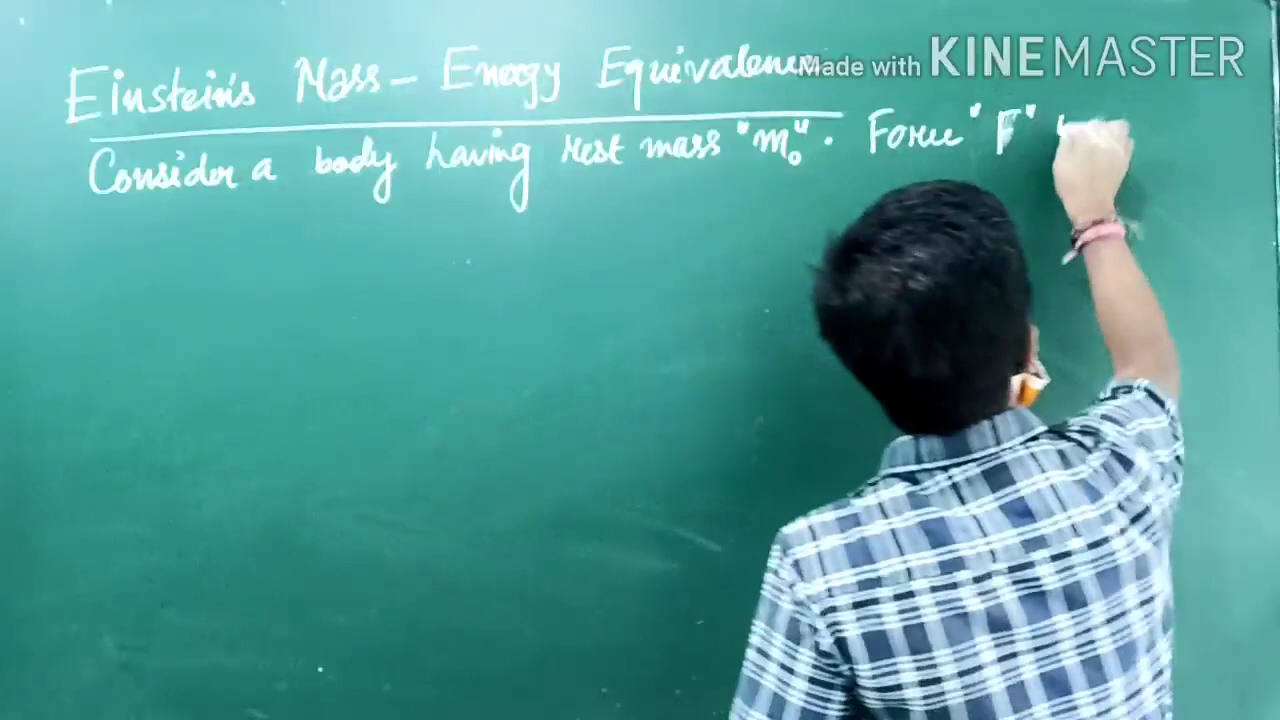 Einstein's Mass - Energy Equivalence
Made with KINEMASTER
Consider a body having rest mass "m₀". Force "F"